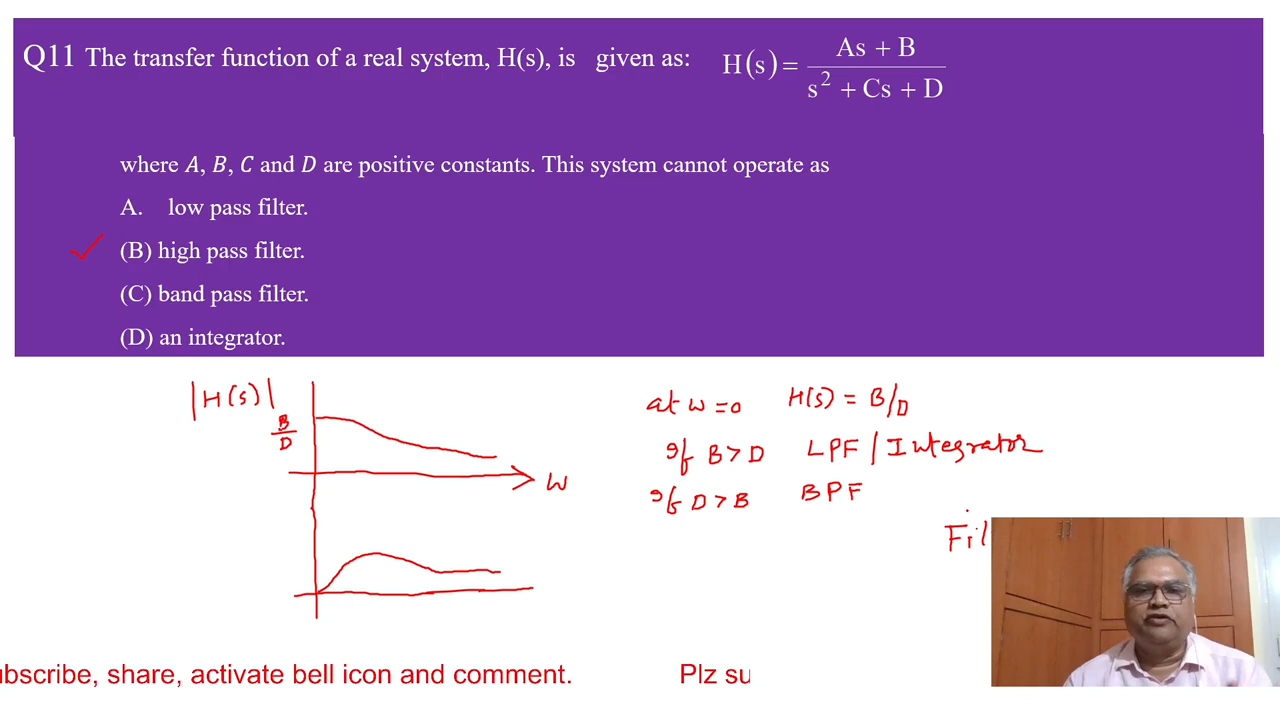 Q11 The transfer function of a real system, H(s), is given as: H(s) = As + B / s² + Cs + D
where A, B, C and D are positive constants. This system cannot operate as
A. low pass filter.
(B) high pass filter.
(C) band pass filter.
(D) an integrator.
|H(s)|
B/D
W
at w=0 H(s) = B/D
If B > D LPF / Integrator
If D > B BPF
Fil
ubscribe, share, activate bell icon and comment. Plz su